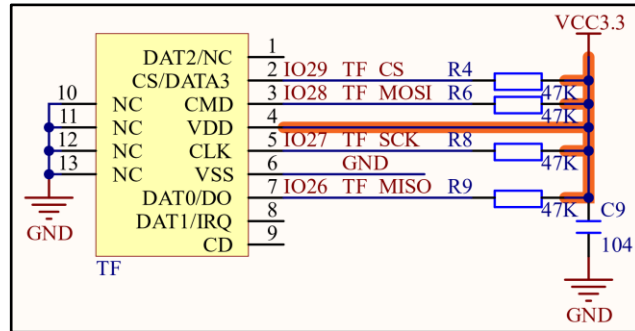 VCC3.3
DAT2/NC 1
CS/DATA3 2 IO29 TF CS R4 47K
10 NC CMD 3 IO28 TF MOSI R6 47K
11 NC VDD 4
12 NC CLK 5 IO27 TF SCK R8 47K
13 NC VSS 6 GND
DAT0/DO 7 IO26 TF MISO R9 47K
DAT1/IRQ 8
CD 9
C9
104
GND
TF
GND